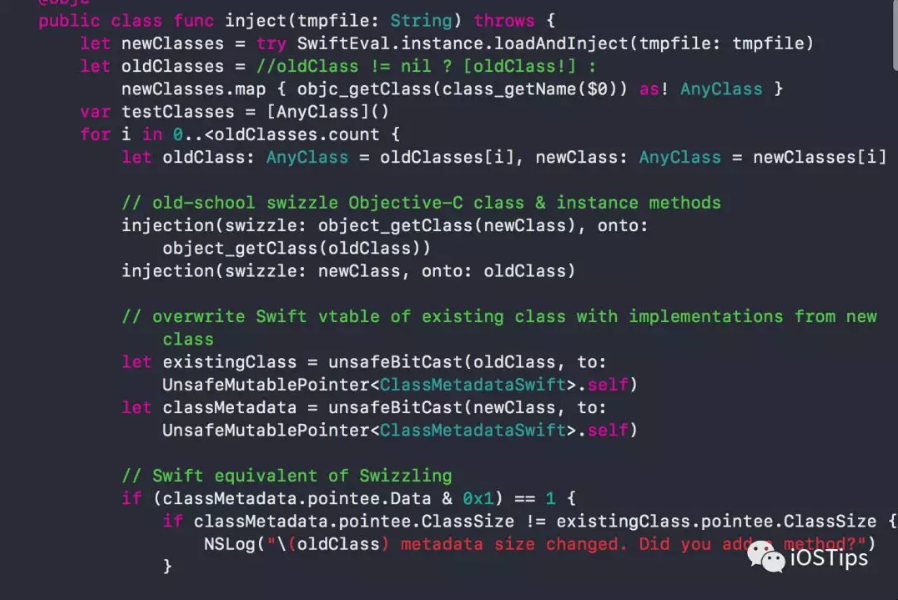 @objc
public class func inject(tmpfile: String) throws {
let newClasses = try SwiftEval.instance.loadAndInject(tmpfile: tmpfile)
let oldClasses = //oldClass != nil ? [oldClass!] :
newClasses.map { objc_getClass(class_getName($0)) as! AnyClass }
var testClasses = [AnyClass]()
for i in 0..<oldClasses.count {
let oldClass: AnyClass = oldClasses[i], newClass: AnyClass = newClasses[i]
// old-school swizzle Objective-C class & instance methods
injection(swizzle: object_getClass(newClass), onto:
object_getClass(oldClass))
injection(swizzle: newClass, onto: oldClass)
// overwrite Swift vtable of existing class with implementations from new
class
let existingClass = unsafeBitCast(oldClass, to:
UnsafeMutablePointer<ClassMetadataSwift>.self)
let classMetadata = unsafeBitCast(newClass, to:
UnsafeMutablePointer<ClassMetadataSwift>.self)
// Swift equivalent of Swizzling
if (classMetadata.pointee.Data & 0x1) == 1 {
if classMetadata.pointee.ClassSize != existingClass.pointee.ClassSize {
NSLog("\(oldClass) metadata size changed. Did you add a method?")
}
iOSTips